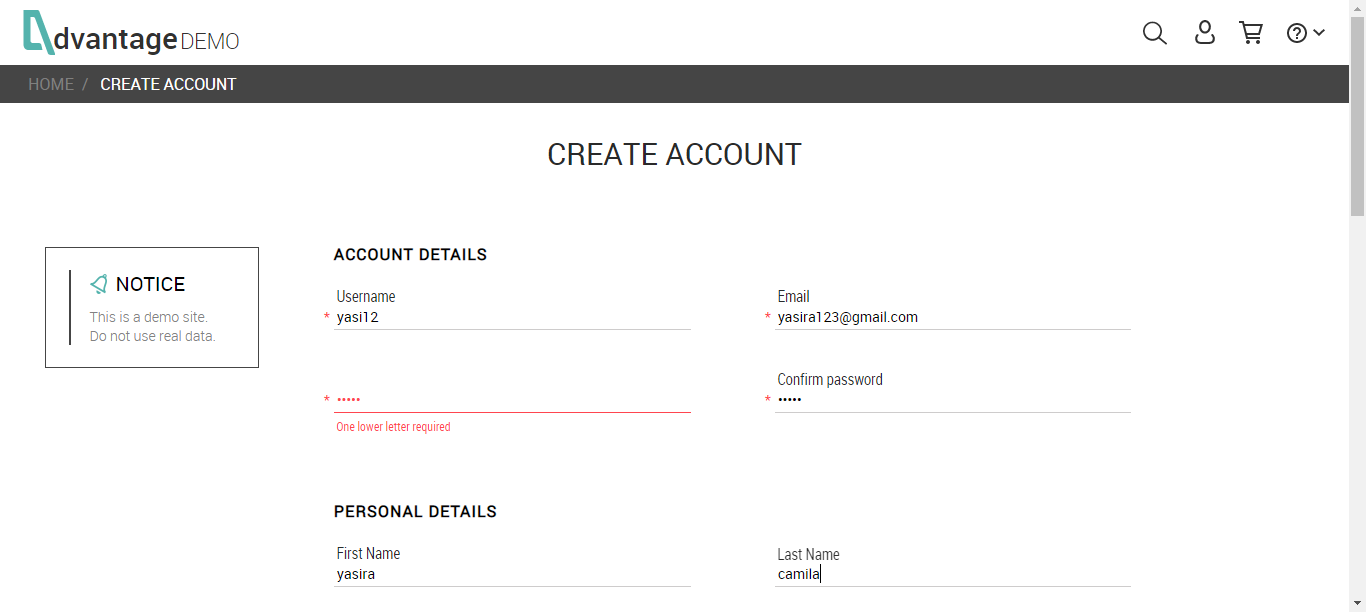 dvantage DEMO
HOME / CREATE ACCOUNT
CREATE ACCOUNT
NOTICE
This is a demo site.
Do not use real data.
ACCOUNT DETAILS
Username
* yasi12
Email
* yasira123@gmail.com
* •••••
One lower letter required
Confirm password
* •••••
PERSONAL DETAILS
First Name
yasira
Last Name
camila